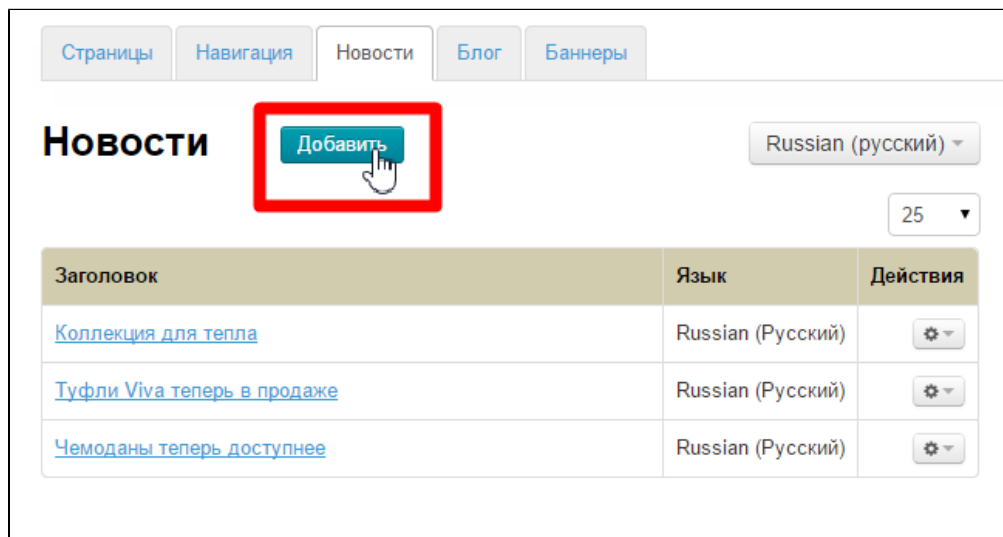 Страницы Навигация Новости Блог Баннеры
Новости Добавить Russian (русский)
25
Заголовок Язык Действия
Коллекция для тепла Russian (Русский)
Туфли Viva теперь в продаже Russian (Русский)
Чемоданы теперь доступнее Russian (Русский)